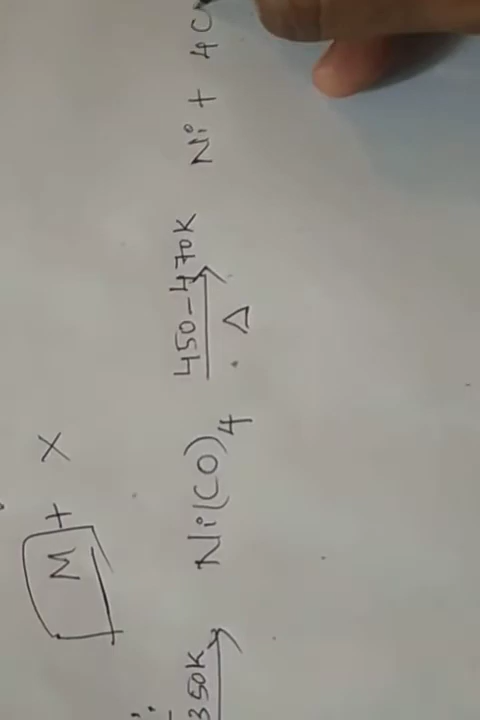 M + X
350K Ni(CO)4 450-470K Δ Ni + 4C